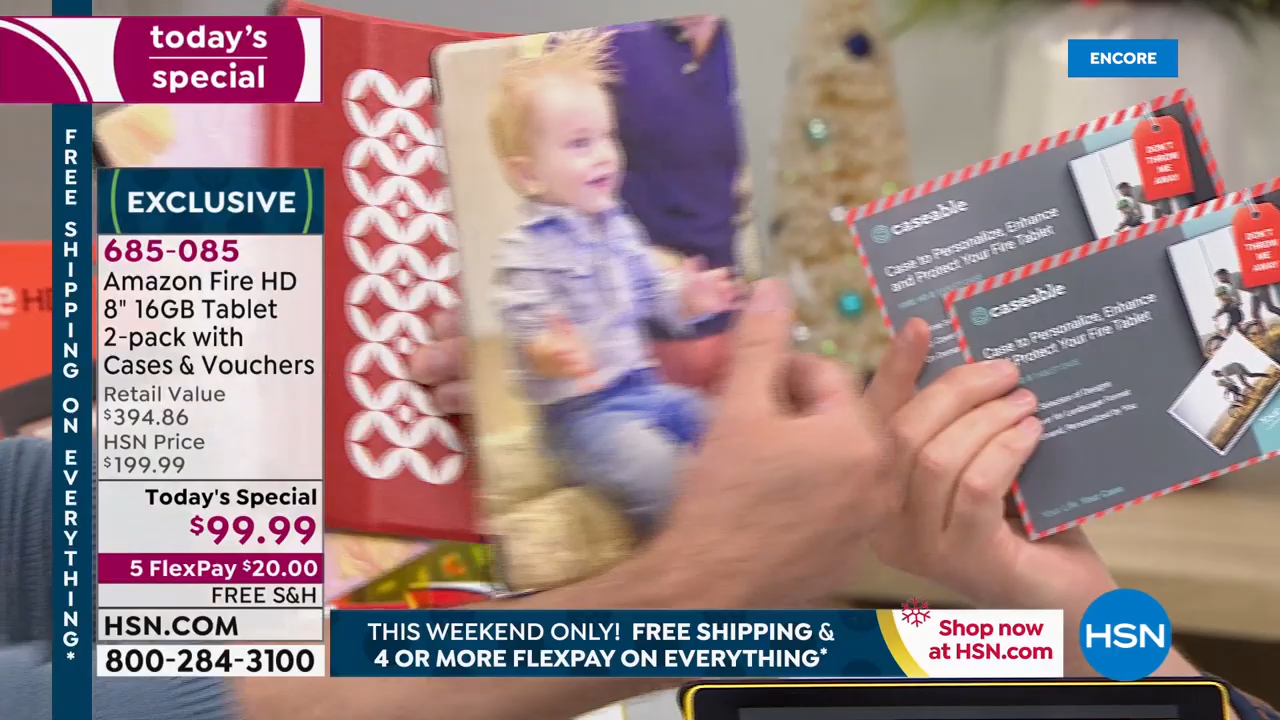 today's
special
ENCORE
FREE SHIPPING ON EVERYTHING*
EXCLUSIVE
685-085
Amazon Fire HD
8" 16GB Tablet
2-pack with
Cases & Vouchers
Retail Value
$394.86
HSN Price
$199.99
Today's Special
$99.99
5 FlexPay $20.00
FREE S&H
HSN.COM
800-284-3100
caseable
Case to Personalize, Enhance
and Protect Your Fire Tablet
DON'T
THROW
ME
AWAY
caseable
Case to Personalize, Enhance
Protect Your Fire Tablet
DON'T
THROW
ME
AWAY
THIS WEEKEND ONLY! FREE SHIPPING &
4 OR MORE FLEXPAY ON EVERYTHING*
Shop now
at HSN.com
HSN